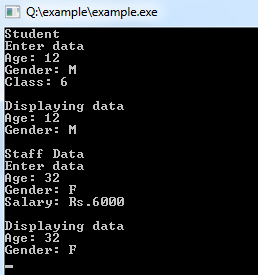 Q:\example\example.exe
Student
Enter data
Age: 12
Gender: M
Class: 6
Displaying data
Age: 12
Gender: M
Staff Data
Enter data
Age: 32
Gender: F
Salary: Rs.6000
Displaying data
Age: 32
Gender: F